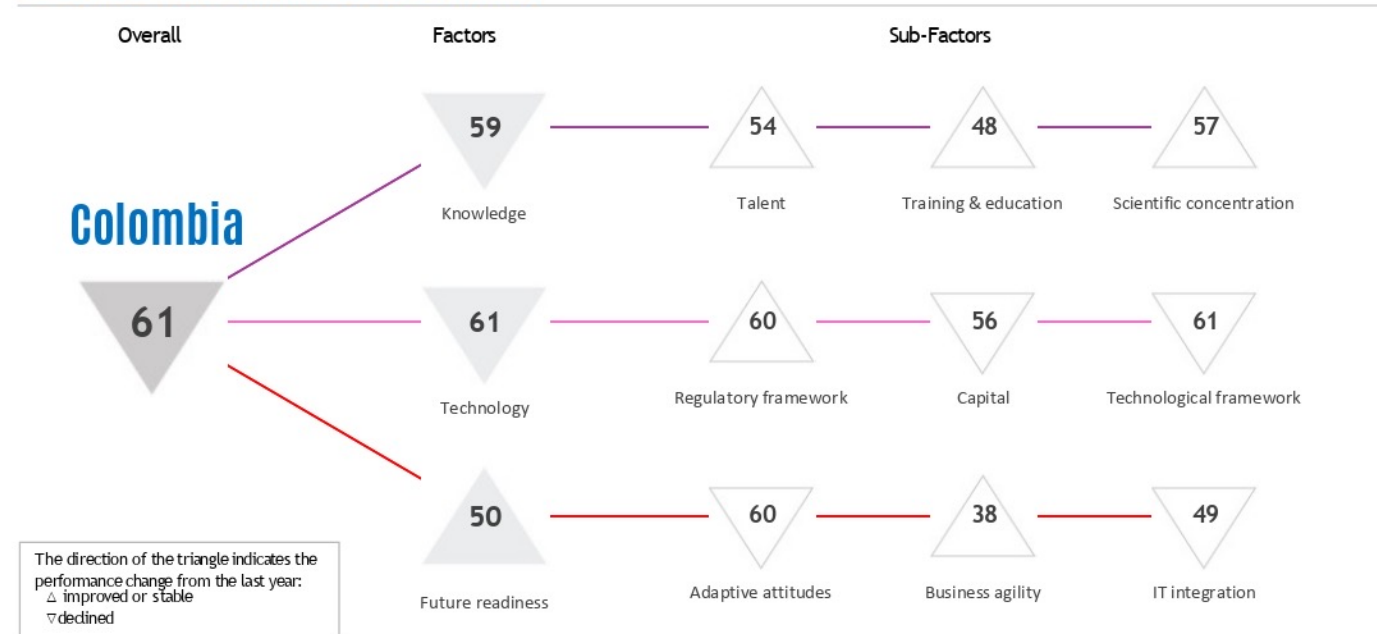 Overall Factors Sub-Factors
59 54 48 57
Knowledge Talent Training & education Scientific concentration
Colombia
61 61 60 56 61
Technology Regulatory framework Capital Technological framework
50 60 38 49
Future readiness Adaptive attitudes Business agility IT integration
The direction of the triangle indicates the
performance change from the last year:
△ improved or stable
▽ declined